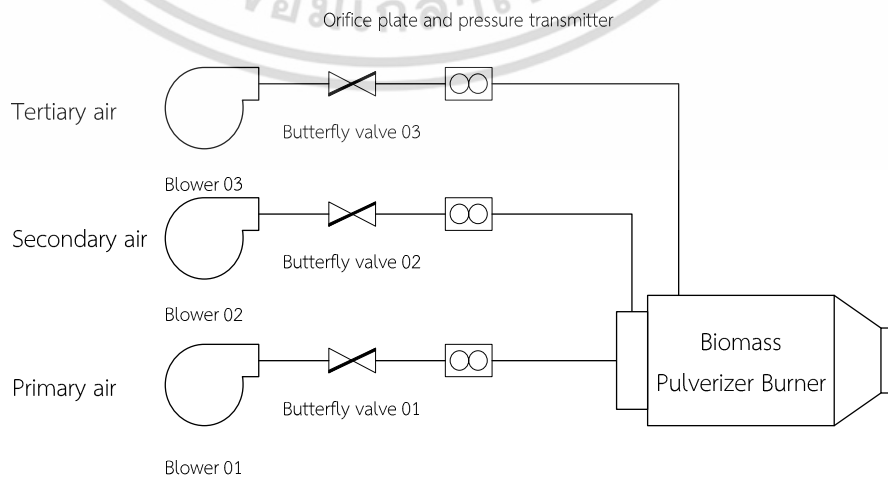 Orifice plate and pressure transmitter
Tertiary air
Butterfly valve 03
Blower 03
Secondary air
Butterfly valve 02
Blower 02
Biomass
Pulverizer Burner
Primary air
Butterfly valve 01
Blower 01